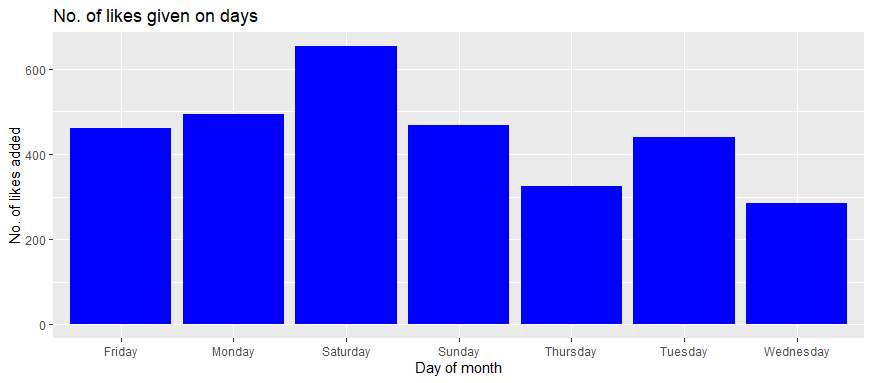 No. of likes given on days
No. of likes added
600
400
200
0
Friday Monday Saturday Sunday Thursday Tuesday Wednesday
Day of month